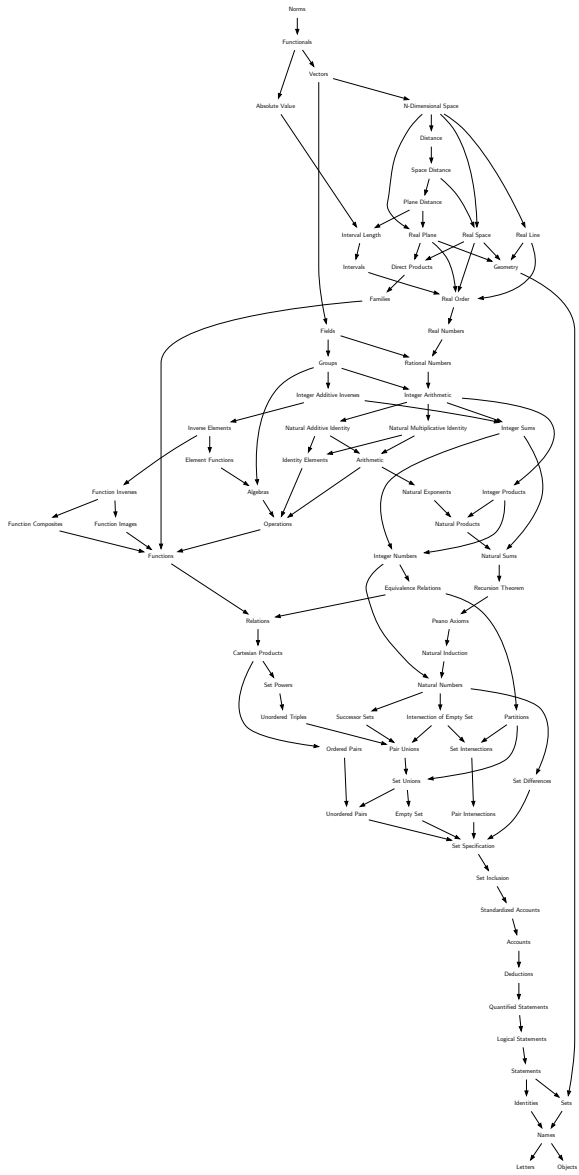 Norms
Functionals
Vectors
Absolute Value
N-Dimensional Space
Distance
Space Distance
Plane Distance
Interval Length
Real Plane
Real Space
Real Line
Intervals
Direct Products
Geometry
Families
Real Order
Fields
Real Numbers
Groups
Rational Numbers
Integer Additive Inverses
Integer Arithmetic
Inverse Elements
Natural Additive Identity
Natural Multiplicative Identity
Integer Sums
Element Functions
Identity Elements
Arithmetic
Function Inverses
Algebras
Natural Exponents
Integer Products
Function Composites
Function Images
Operations
Natural Products
Functions
Integer Numbers
Natural Sums
Equivalence Relations
Recursion Theorem
Relations
Peano Axioms
Cartesian Products
Natural Induction
Set Powers
Natural Numbers
Unordered Triples
Successor Sets
Intersection of Empty Set
Partitions
Ordered Pairs
Pair Unions
Set Intersections
Set Unions
Set Differences
Unordered Pairs
Empty Set
Pair Intersections
Set Specification
Set Inclusion
Standardized Accounts
Accounts
Deductions
Quantified Statements
Logical Statements
Statements
Identities
Sets
Names
Letters
Objects